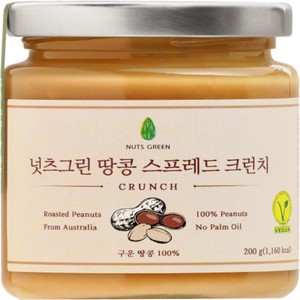 NUTS GREEN
넛츠그린 땅콩 스프레드 크런치
CRUNCH
Roasted Peanuts
From Australia
100% Peanuts
No Palm Oil
구운 땅콩 100%
200 g(1,160 kcal)
V
VEGAN